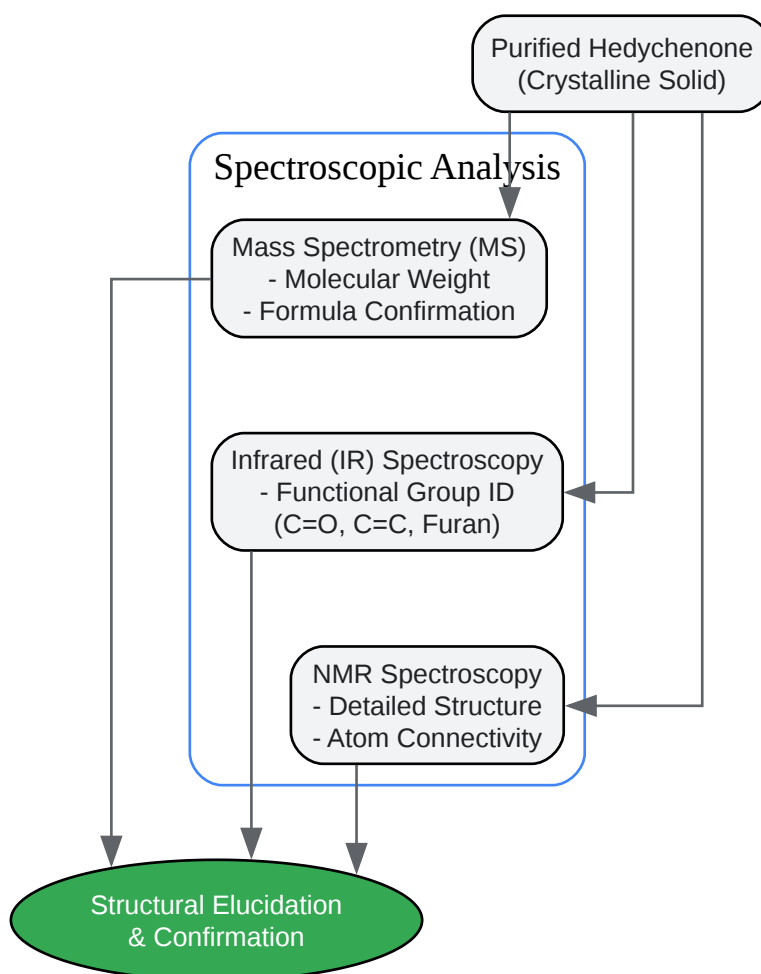 Purified Hedychenone
(Crystalline Solid)
Spectroscopic Analysis
Mass Spectrometry (MS)
- Molecular Weight
- Formula Confirmation
Infrared (IR) Spectroscopy
- Functional Group ID
(C=O, C=C, Furan)
NMR Spectroscopy
- Detailed Structure
- Atom Connectivity
Structural Elucidation
& Confirmation